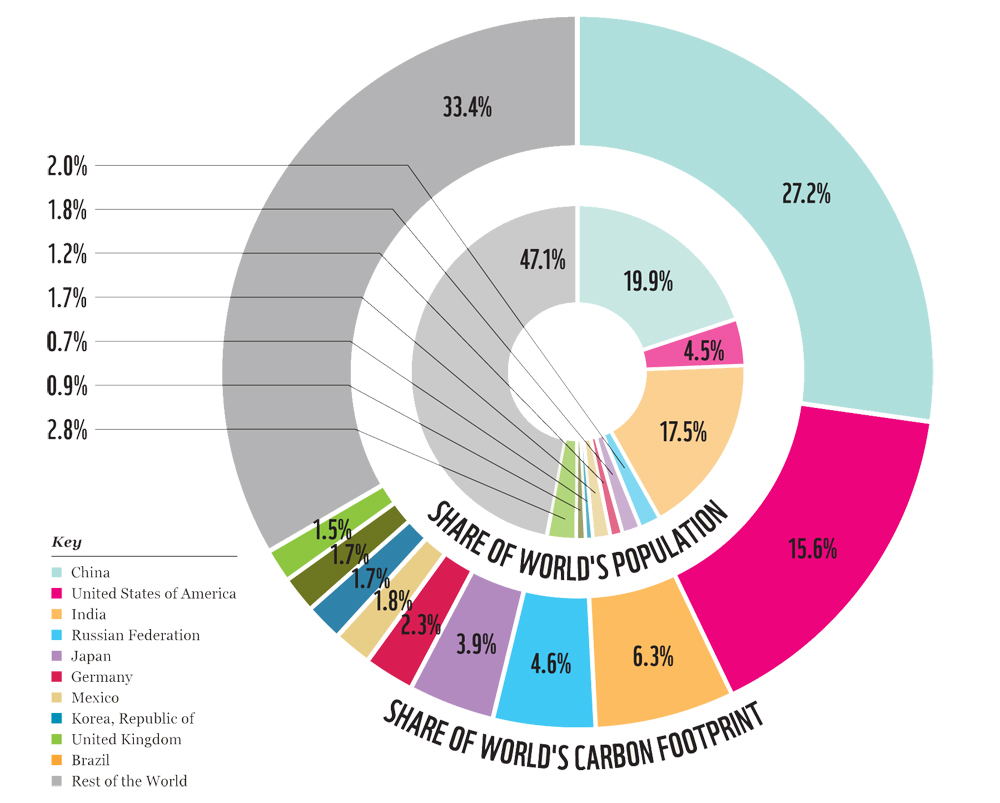 33.4%
27.2%
2.0%
1.8%
1.2%
1.7%
0.7%
0.9%
2.8%
47.1%
19.9%
4.5%
17.5%
SHARE OF WORLD'S POPULATION
15.6%
6.3%
4.6%
3.9%
2.3%
1.8%
1.7%
1.7%
1.5%
SHARE OF WORLD'S CARBON FOOTPRINT
Key
China
United States of America
India
Russian Federation
Japan
Germany
Mexico
Korea, Republic of
United Kingdom
Brazil
Rest of the World